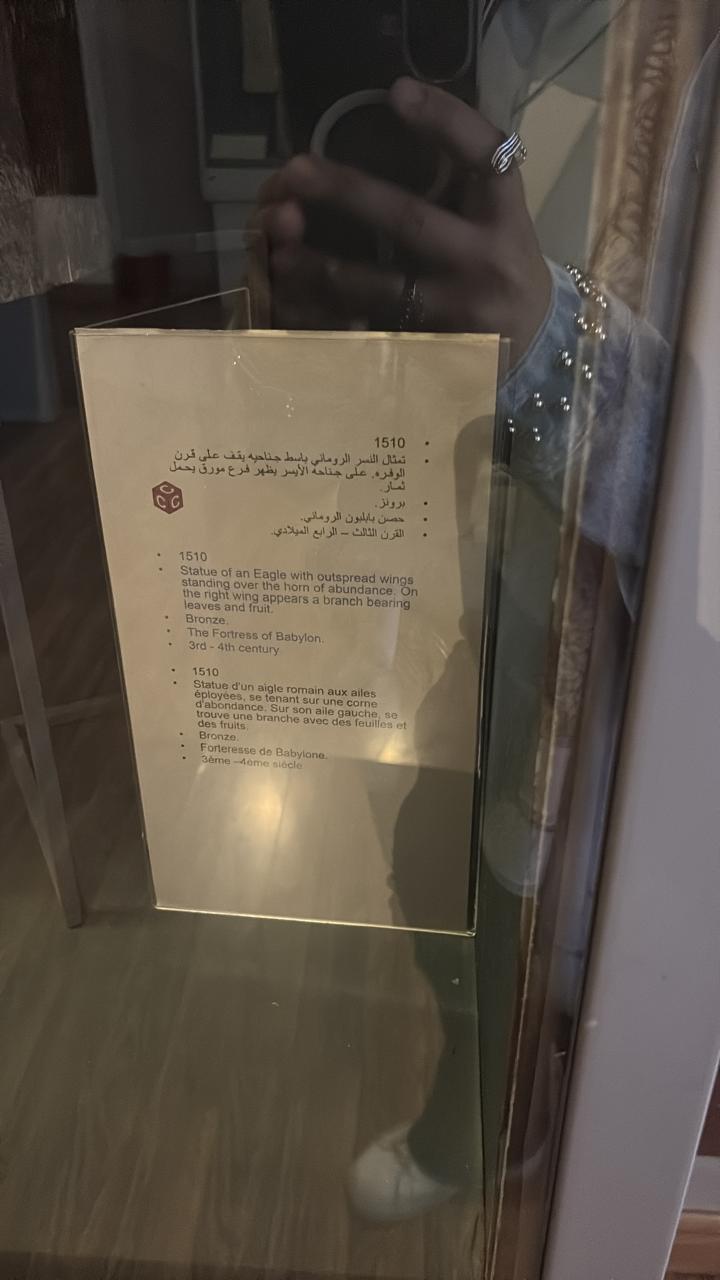 1510
تمثال النسر الروماني باسط جناحيه يقف على قرن
الوفره. على جناحه الأيسر يظهر فرع مورق يحمل
ثمار.
برونز.
حصن بابليون الروماني.
القرن الثالث – الرابع الميلادي.
CCC
1510
Statue of an Eagle with outspread wings
standing over the horn of abundance. On
the right wing appears a branch bearing
leaves and fruit.
Bronze.
The Fortress of Babylon.
3rd - 4th century
1510
Statue d'un aigle romain aux ailes
éployées, se tenant sur une corne
d'abondance. Sur son aile gauche, se
trouve une branche avec des feuilles et
des fruits.
Bronze.
Forteresse de Babylone.
3ème –4ème siècle